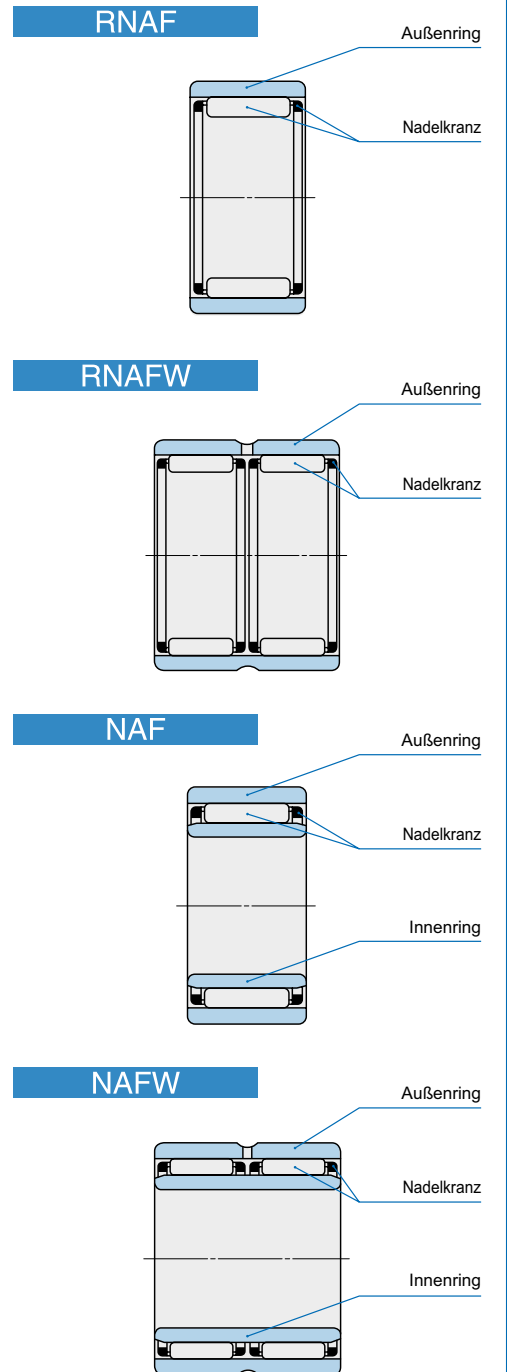 RNAF
Außenring
Nadelkranz
RNAFW
Außenring
Nadelkranz
NAF
Außenring
Nadelkranz
Innenring
NAFW
Außenring
Nadelkranz
Innenring